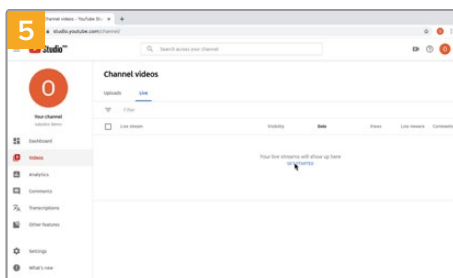 5
Channel videos - YouTube St
studio.youtube.com/channel/
Studio
Search across your channel
O
O
Channel videos
Uploads Live
Filter
Live stream Visibility Date Views Live viewers Comments
Your live streams will show up here
GET STARTED
Your channel
Dashboard
Videos
Analytics
Comments
Transcriptions
Other features
Settings
What's new